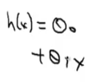 h(x) = θ₀
+ θ₁x